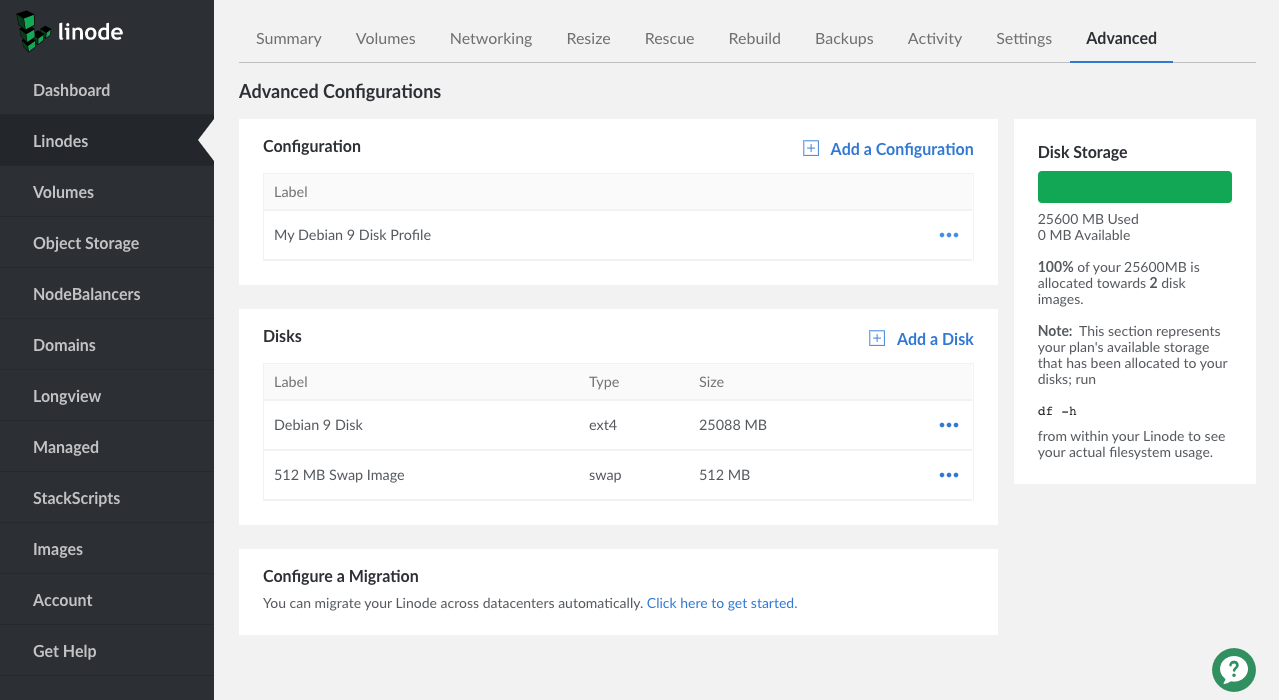 linode
Dashboard
Linodes
Volumes
Object Storage
NodeBalancers
Domains
Longview
Managed
StackScripts
Images
Account
Get Help
Summary Volumes Networking Resize Rescue Rebuild Backups Activity Settings Advanced
Advanced Configurations
Configuration
Add a Configuration
Label
My Debian 9 Disk Profile
Disks
Add a Disk
Label Type Size
Debian 9 Disk ext4 25088 MB
512 MB Swap Image swap 512 MB
Configure a Migration
You can migrate your Linode across datacenters automatically. Click here to get started.
Disk Storage
25600 MB Used
0 MB Available
100% of your 25600MB is
allocated towards 2 disk
images.
Note: This section represents
your plan's available storage
that has been allocated to your
disks; run
df -h
from within your Linode to see
your actual filesystem usage.
?